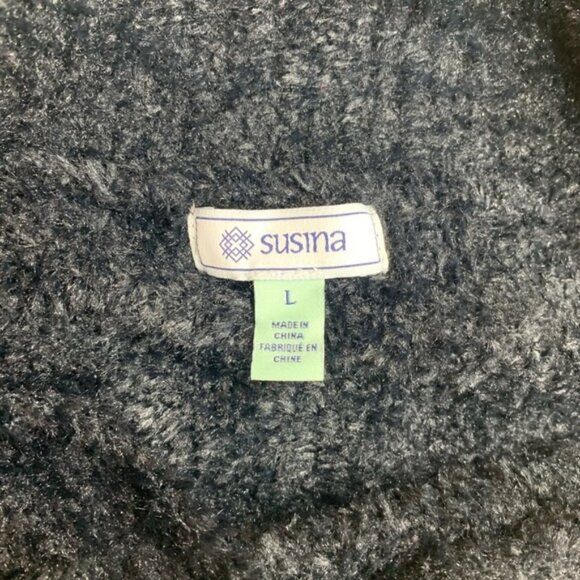 susina
L
MADE IN
CHINA
FABRIQUÉ EN
CHINE